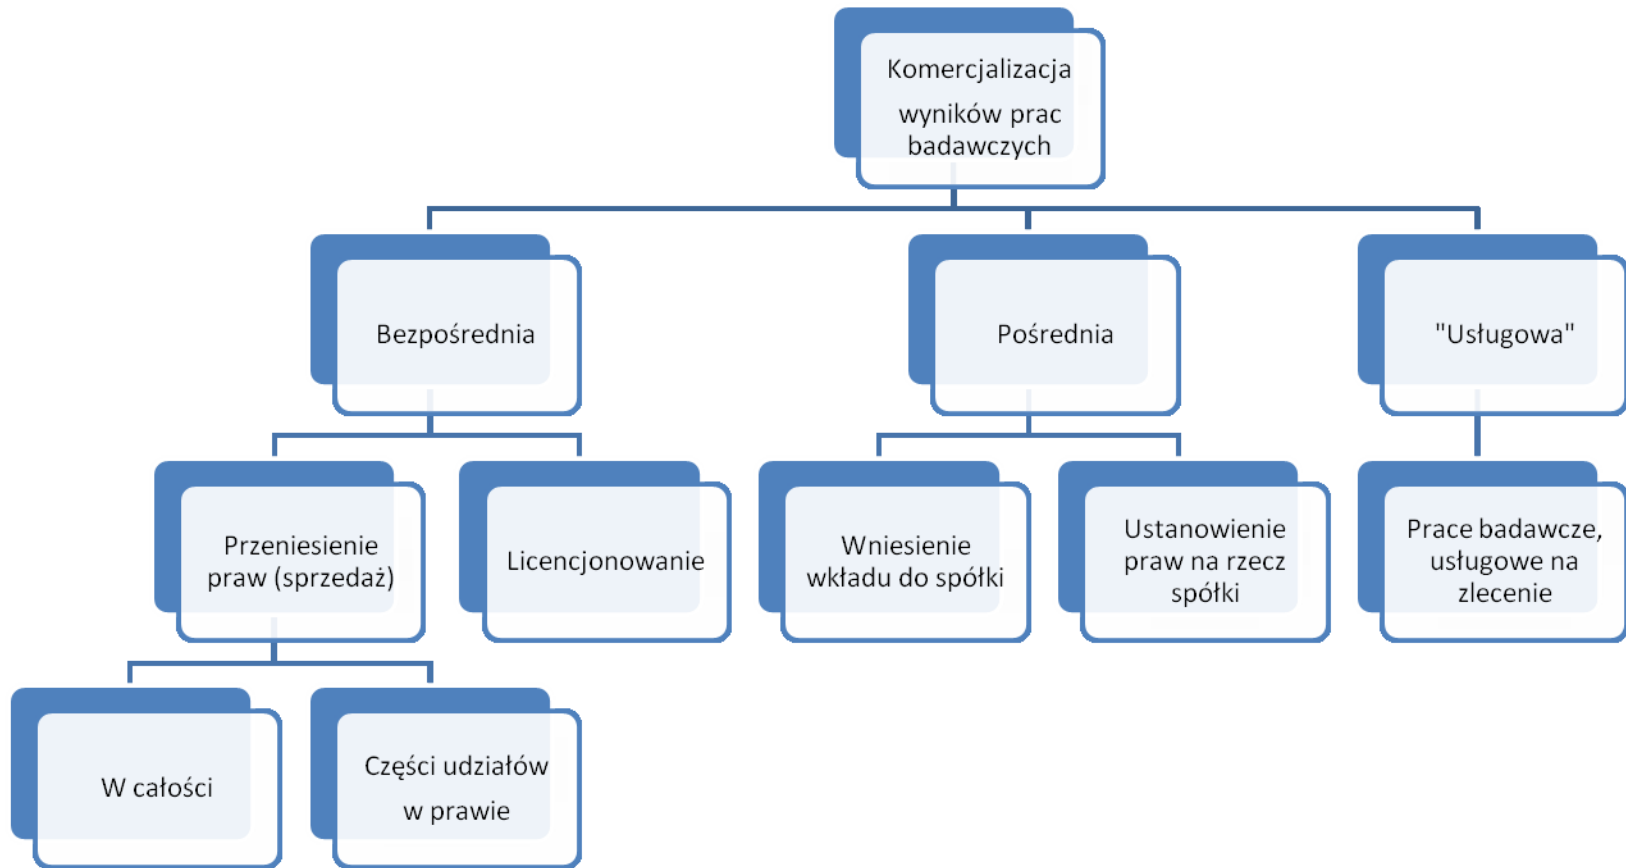 Komercjalizacja
wyników prac
badawczych
Bezpośrednia
Pośrednia
"Usługowa"
Przeniesienie
praw (sprzedaż)
Licencjonowanie
Wniesienie
wkładu do spółki
Ustanowienie
praw na rzecz
spółki
Prace badawcze,
usługowe na
zlecenie
W całości
Części udziałów
w prawie